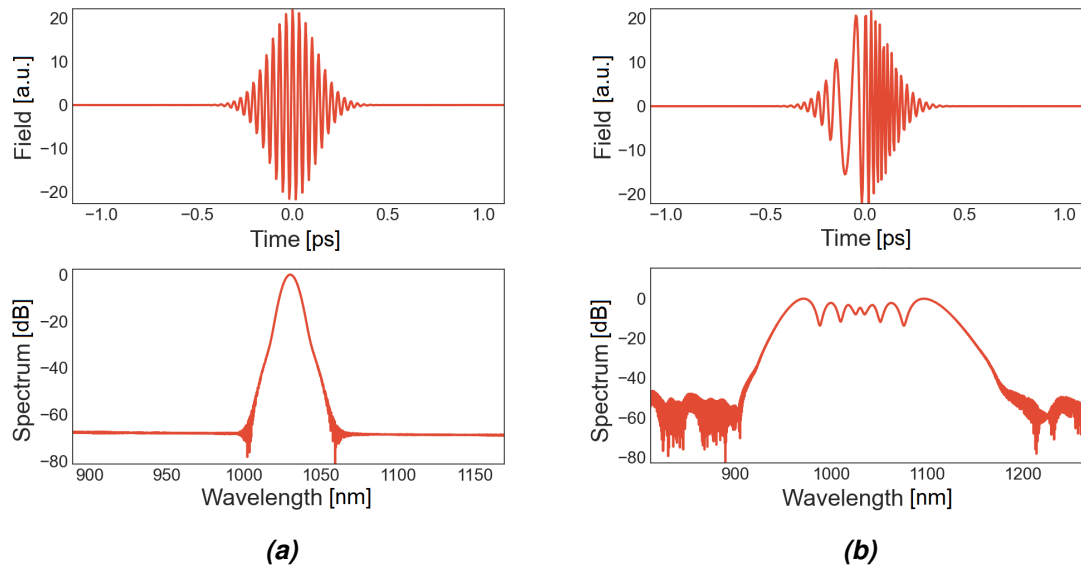 20
10
0
−10
−20
Field [a.u.]
−1.0 −0.5 0.0 0.5 1.0
Time [ps]
0
−20
−40
−60
−80
Spectrum [dB]
900 950 1000 1050 1100 1150
Wavelength [nm]
(a)
20
10
0
−10
−20
Field [a.u.]
−1.0 −0.5 0.0 0.5 1.0
Time [ps]
0
−20
−40
−60
−80
Spectrum [dB]
900 1000 1100 1200
Wavelength [nm]
(b)